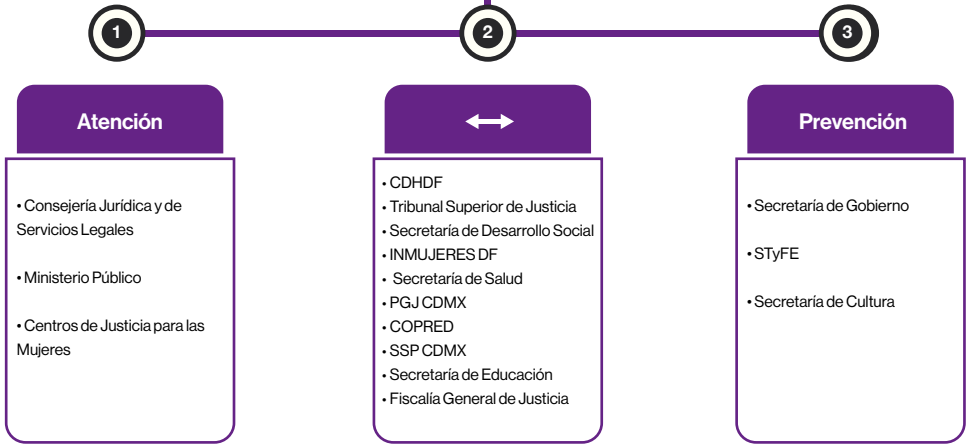 1
2
3
Atención
• Consejería Jurídica y de
Servicios Legales
• Ministerio Público
• Centros de Justicia para las
Mujeres
• CDHDF
• Tribunal Superior de Justicia
• Secretaría de Desarrollo Social
• INMUJERES DF
• Secretaría de Salud
• PGJ CDMX
• COPRED
• SSP CDMX
• Secretaría de Educación
• Fiscalía General de Justicia
Prevención
• Secretaría de Gobierno
• STyFE
• Secretaría de Cultura